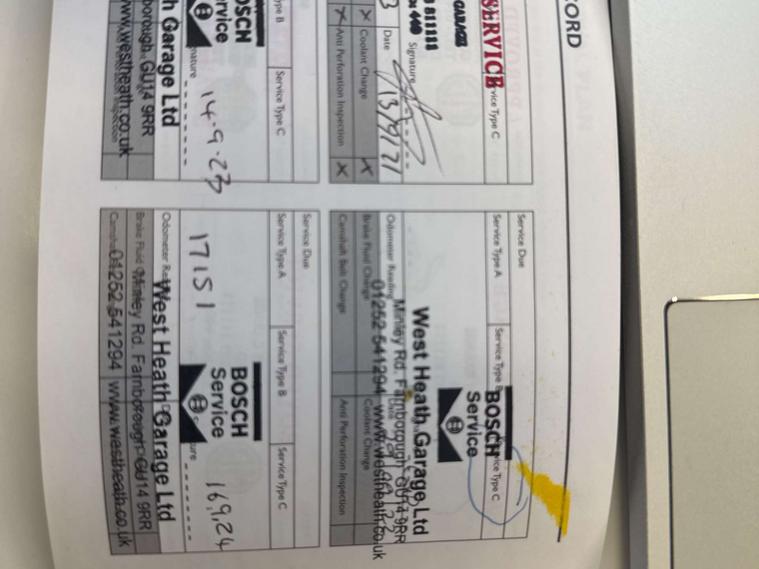 CORD
SERVICE
Service Type C
GARAGE
811111
Signature
Date
13/9/21
Coolant Change
X
X
Anti Perforation Inspection
X
X
Service Due
Service Type A
Service Type B
Service Type C
BOSCH
Service
West Heath Garage Ltd
Minley Rd. Farnborough GU14 9RR
01252 541294 www.westheath.co.uk
Odometer Reading
Brake Fluid Change
Coolant Change
Camshaft Belt Change
Anti Perforation Inspection
Type B
Service Type C
BOSCH
Service
14.9.23
h Garage Ltd
borough GU14 9RR
www.westheath.co.uk
Service Due
Service Type A
Service Type B
Service Type C
BOSCH
Service
17151
16.9.24
West Heath Garage Ltd
Minley Rd. Farnborough GU14 9RR
01252 541294 www.westheath.co.uk
Brake Fluid